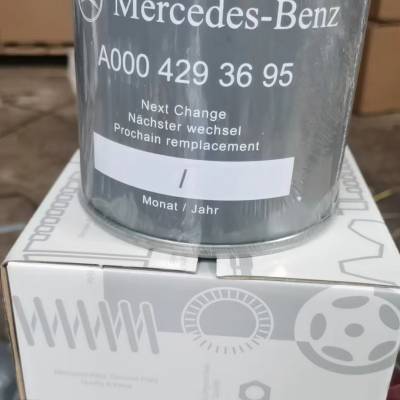 Mercedes-Benz
A000 429 36 95
Next Change
Nächster wechsel
Prochain remplacement
/
Monat / Jahr